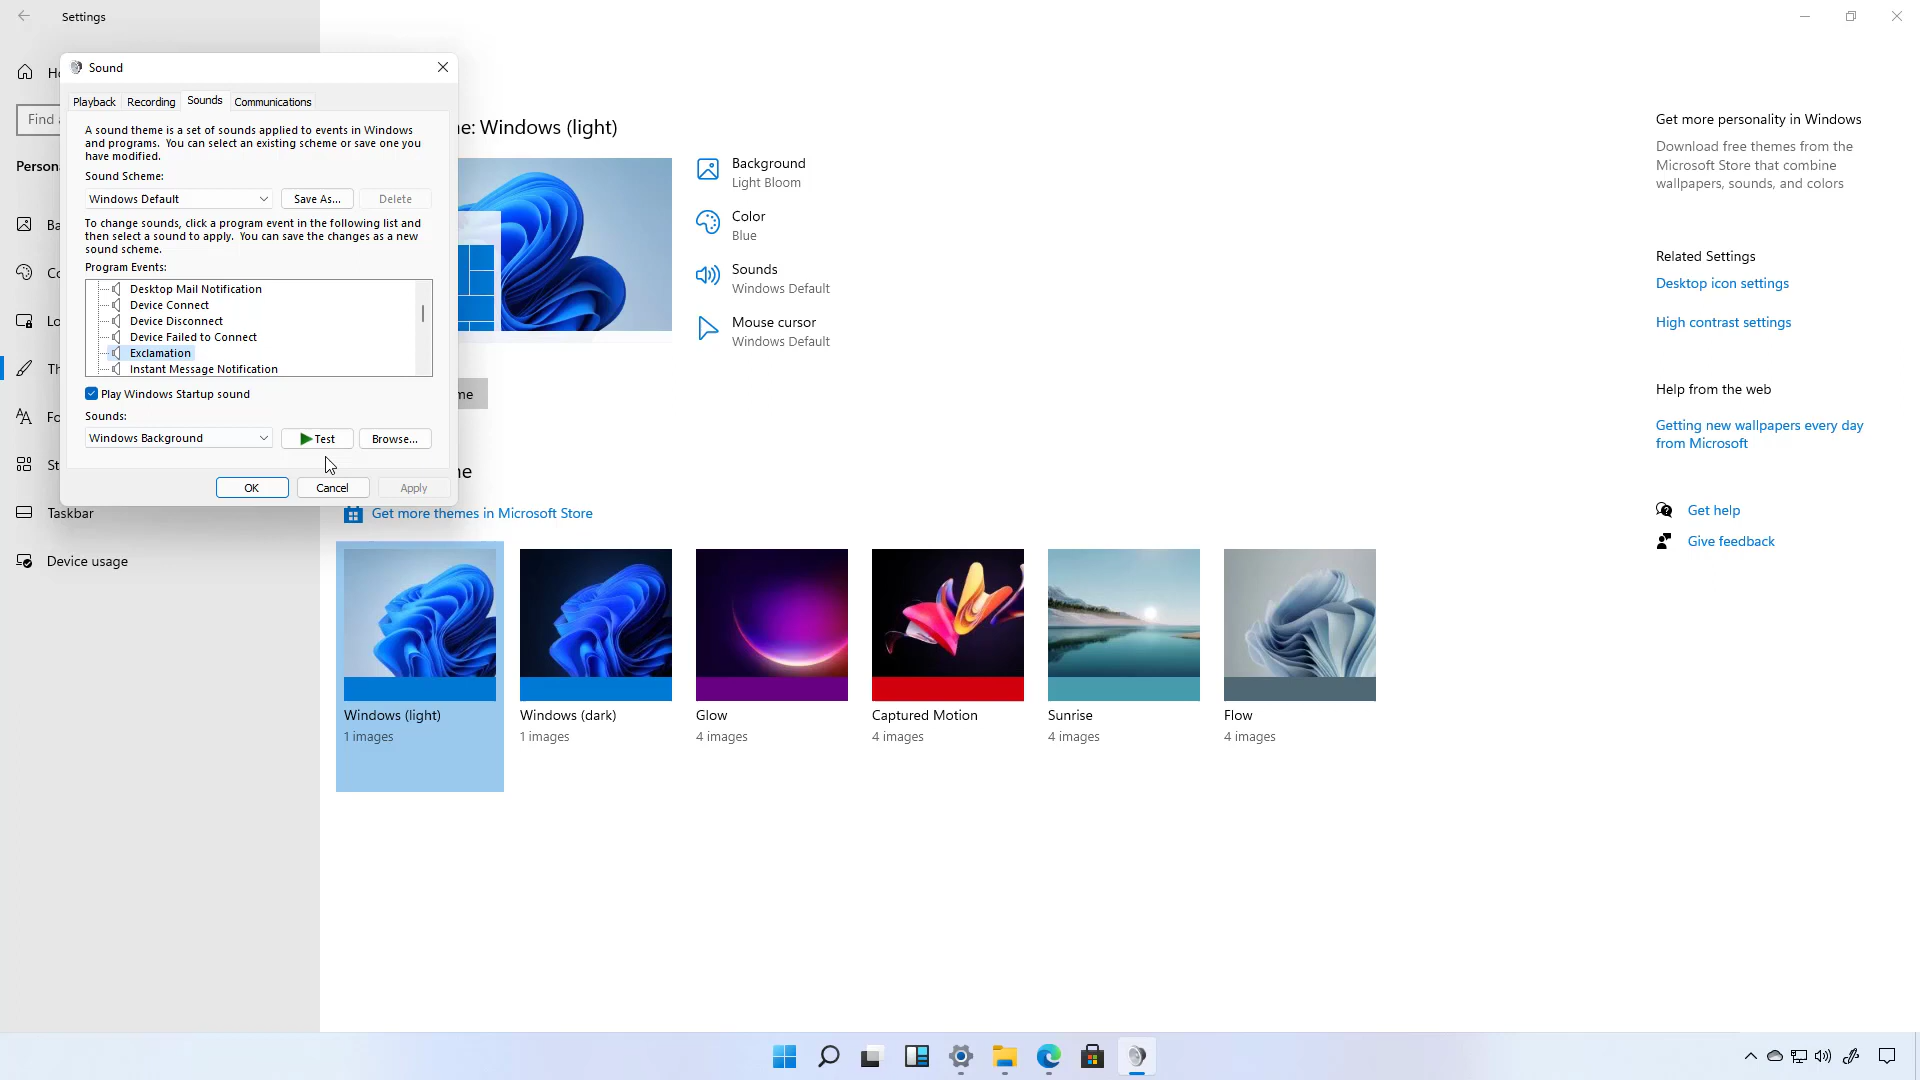 Settings
Sound
Playback
Recording
Sounds
Communications
A sound theme is a set of sounds applied to events in Windows
and programs. You can select an existing scheme or save one you
have modified.
Sound Scheme:
Windows Default
Save As...
Delete
To change sounds, click a program event in the following list and
then select a sound to apply. You can save the changes as a new
sound scheme.
Program Events:
Desktop Mail Notification
Device Connect
Device Disconnect
Device Failed to Connect
Exclamation
Instant Message Notification
Play Windows Startup sound
Sounds:
Windows Background
Test
Browse...
OK
Cancel
Apply
Find
Taskbar
Device usage
Windows (light)
Background
Light Bloom
Color
Blue
Sounds
Windows Default
Mouse cursor
Windows Default
Get more themes in Microsoft Store
Windows (light)
1 images
Windows (dark)
1 images
Glow
4 images
Captured Motion
4 images
Sunrise
4 images
Flow
4 images
Get more personality in Windows
Download free themes from the
Microsoft Store that combine
wallpapers, sounds, and colors
Related Settings
Desktop icon settings
High contrast settings
Help from the web
Getting new wallpapers every day
from Microsoft
Get help
Give feedback